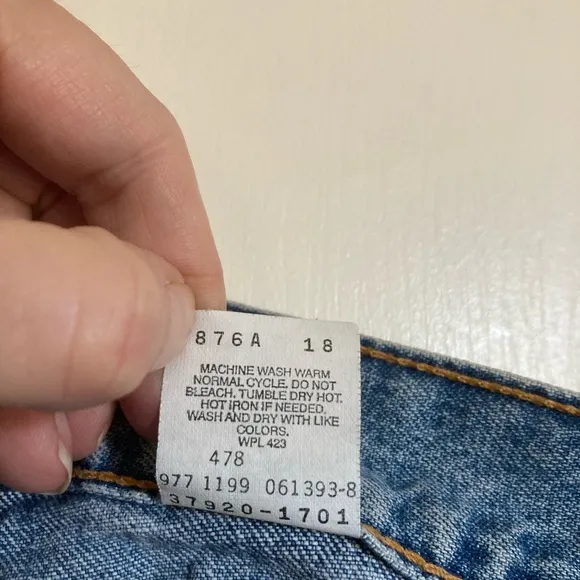 876A 18
MACHINE WASH WARM
NORMAL CYCLE. DO NOT
BLEACH. TUMBLE DRY HOT.
HOT IRON IF NEEDED.
WASH AND DRY WITH LIKE
COLORS.
WPL 423
478
977 1199 061393-8
37920-1701